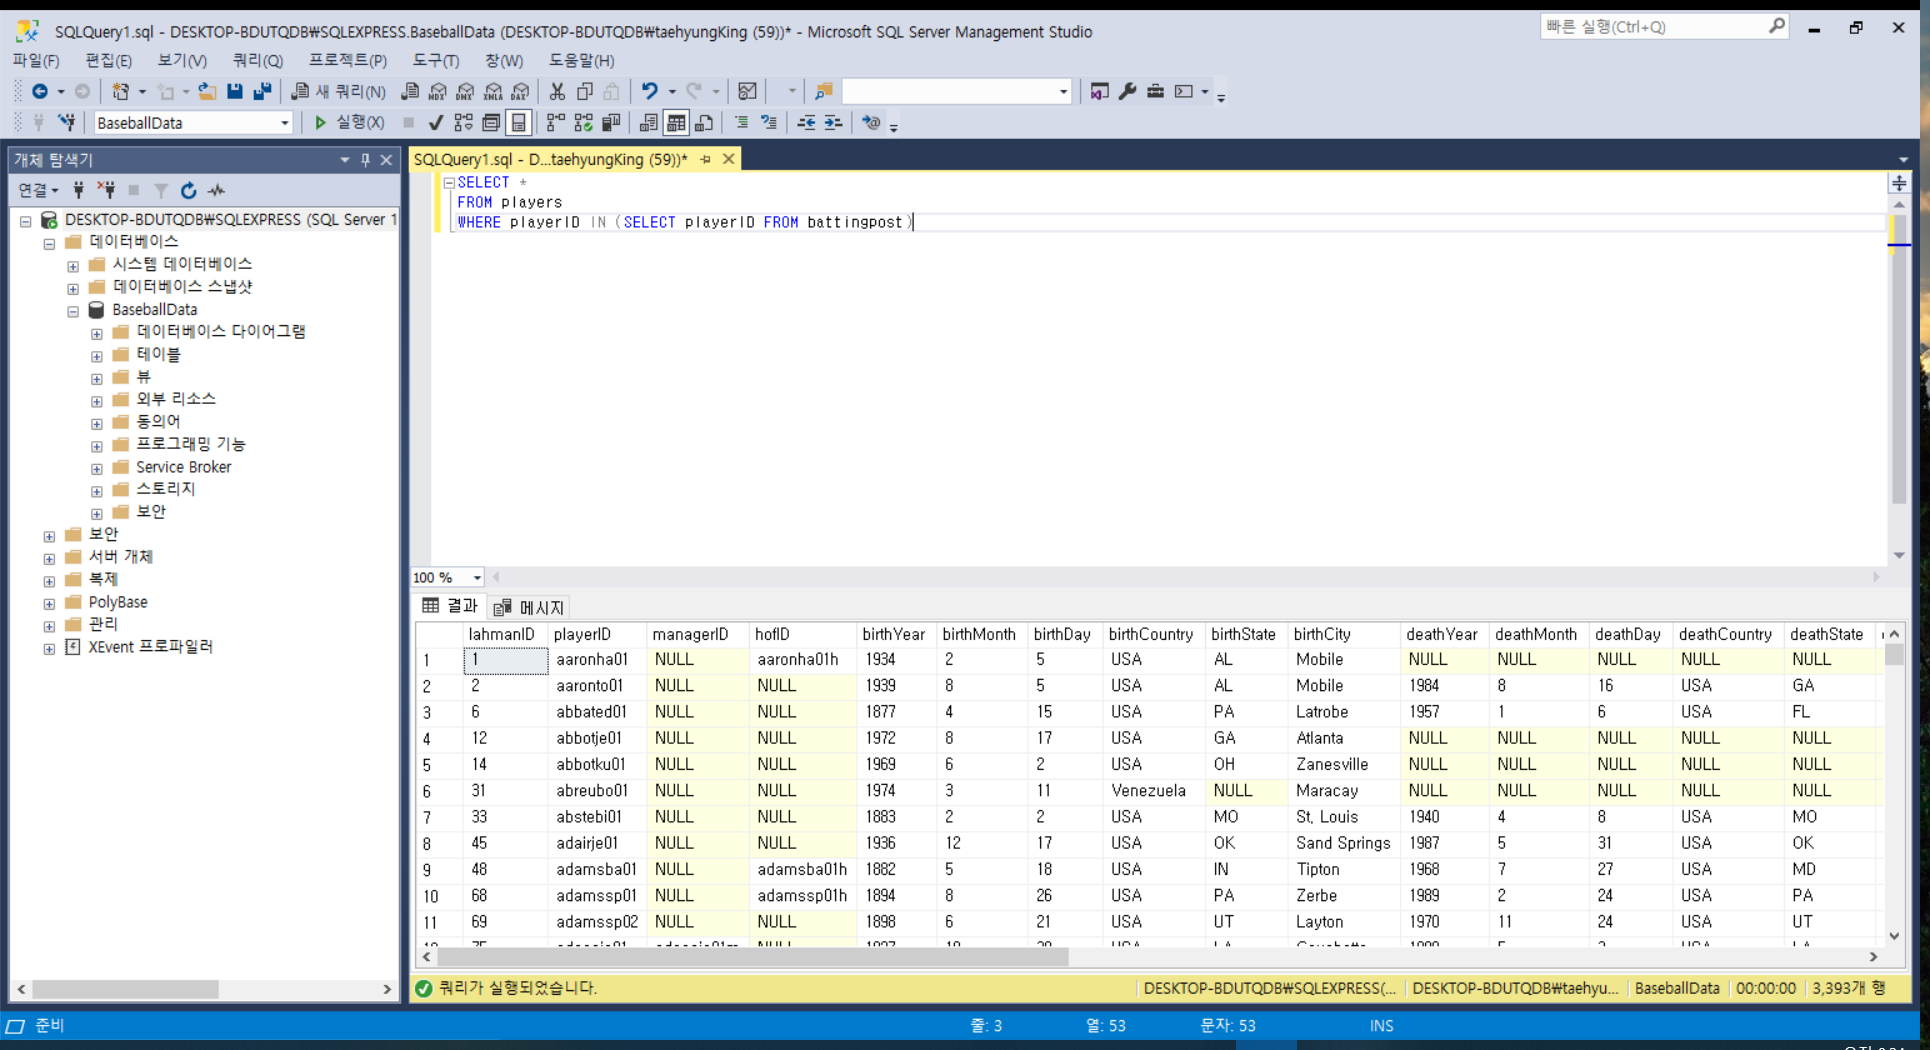 SQLQuery1.sql - DESKTOP-BDUTQDB₩SQLEXPRESS.BaseballData (DESKTOP-BDUTQDB₩taehyungKing (59))* - Microsoft SQL Server Management Studio
빠른 실행(Ctrl+Q)
파일(F) 편집(E) 보기(V) 쿼리(Q) 프로젝트(P) 도구(T) 창(W) 도움말(H)
새 쿼리(N) MDX DMX XMLA DAX
BaseballData 실행(X)
개체 탐색기
연결
DESKTOP-BDUTQDB₩SQLEXPRESS (SQL Server 1
데이터베이스
시스템 데이터베이스
데이터베이스 스냅샷
BaseballData
데이터베이스 다이어그램
테이블
뷰
외부 리소스
동의어
프로그래밍 기능
Service Broker
스토리지
보안
보안
서버 개체
복제
PolyBase
관리
XEvent 프로파일러
SQLQuery1.sql - D...taehyungKing (59))*
SELECT *
FROM players
WHERE playerID IN (SELECT playerID FROM battingpost)
100 %
결과 메시지
lahmanID playerID managerID hofID birthYear birthMonth birthDay birthCountry birthState birthCity deathYear deathMonth deathDay deathCountry deathState
1 1 aaronha01 NULL aaronha01h 1934 2 5 USA AL Mobile NULL NULL NULL NULL NULL
2 2 aaronto01 NULL NULL 1939 8 5 USA AL Mobile 1984 8 16 USA GA
3 6 abbated01 NULL NULL 1877 4 15 USA PA Latrobe 1957 1 6 USA FL
4 12 abbotje01 NULL NULL 1972 8 17 USA GA Atlanta NULL NULL NULL NULL NULL
5 14 abbotku01 NULL NULL 1969 6 2 USA OH Zanesville NULL NULL NULL NULL NULL
6 31 abreubo01 NULL NULL 1974 3 11 Venezuela NULL Maracay NULL NULL NULL NULL NULL
7 33 abstebi01 NULL NULL 1883 2 2 USA MO St. Louis 1940 4 8 USA MO
8 45 adairje01 NULL NULL 1936 12 17 USA OK Sand Springs 1987 5 31 USA OK
9 48 adamsba01 NULL adamsba01h 1882 5 18 USA IN Tipton 1968 7 27 USA MD
10 68 adamssp01 NULL adamssp01h 1894 8 26 USA PA Zerbe 1989 2 24 USA PA
11 69 adamssp02 NULL NULL 1898 6 21 USA UT Layton 1970 11 24 USA UT
쿼리가 실행되었습니다. DESKTOP-BDUTQDB₩SQLEXPRESS(... DESKTOP-BDUTQDB₩taehyu... BaseballData 00:00:00 3,393개 행
준비 줄: 3 열: 53 문자: 53 INS